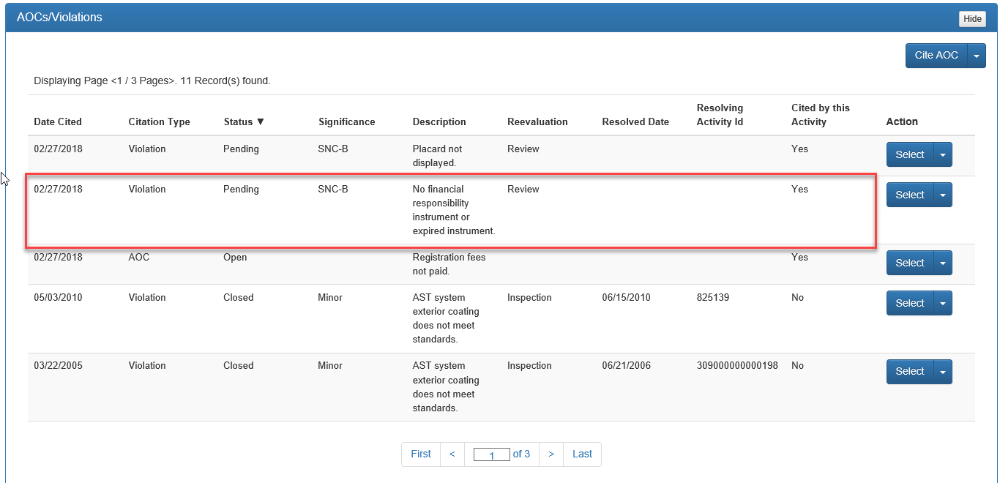 AOCs/Violations
Hide
Cite AOC
Displaying Page <1 / 3 Pages>. 11 Record(s) found.
Date Cited Citation Type Status ▼ Significance Description Reevaluation Resolved Date Resolving Activity Id Cited by this Activity Action
02/27/2018 Violation Pending SNC-B Placard not Review Yes Select
displayed.
02/27/2018 Violation Pending SNC-B No financial Review Yes Select
responsibility
instrument or
expired instrument.
02/27/2018 AOC Open Registration fees Yes Select
not paid.
05/03/2010 Violation Closed Minor AST system Inspection 06/15/2010 825139 No Select
exterior coating
does not meet
standards.
03/22/2005 Violation Closed Minor AST system Inspection 06/21/2006 309000000000198 No Select
exterior coating
does not meet
standards.
First < 1 of 3 > Last